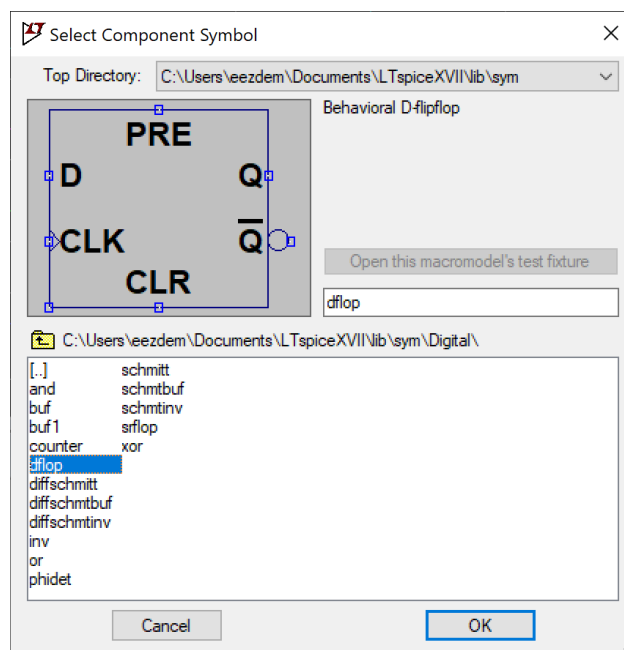 Select Component Symbol
Top Directory: C:\Users\eezdem\Documents\LTspiceXVII\lib\sym
PRE
D Q
CLK Q
CLR
Behavioral D-flipflop
Open this macromodel's test fixture
dflop
C:\Users\eezdem\Documents\LTspiceXVII\lib\sym\Digital\
[..] schmitt
and schmtbuf
buf schmtinv
buf1 srflop
counter xor
dflop
diffschmitt
diffschmtbuf
diffschmtinv
inv
or
phidet
Cancel OK